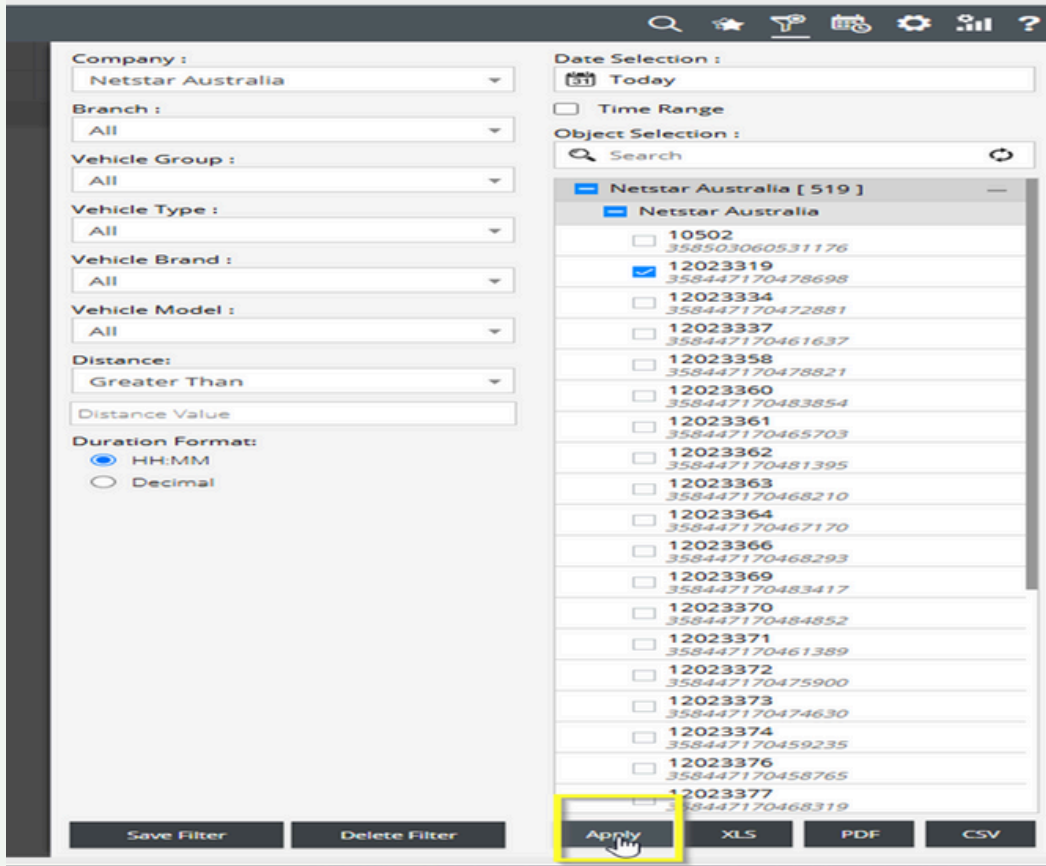 ?
Company :
Netstar Australia
Branch :
All
Vehicle Group :
All
Vehicle Type :
All
Vehicle Brand :
All
Vehicle Model :
All
Distance:
Greater Than
Distance Value
Duration Format:
HH:MM
Decimal
Save Filter
Delete Filter
Date Selection :
31 Today
Time Range
Object Selection :
Search
Netstar Australia [ 519 ]
Netstar Australia
10502
358503060531176
12023319
358447170478698
12023334
358447170472881
12023337
358447170461637
12023358
358447170478821
12023360
358447170483854
12023361
358447170465703
12023362
358447170481395
12023363
358447170468210
12023364
358447170467170
12023366
358447170468293
12023369
358447170483417
12023370
358447170484852
12023371
358447170461389
12023372
358447170475900
12023373
358447170474630
12023374
358447170459235
12023376
358447170458765
12023377
358447170468319
Apply
XLS
PDF
CSV